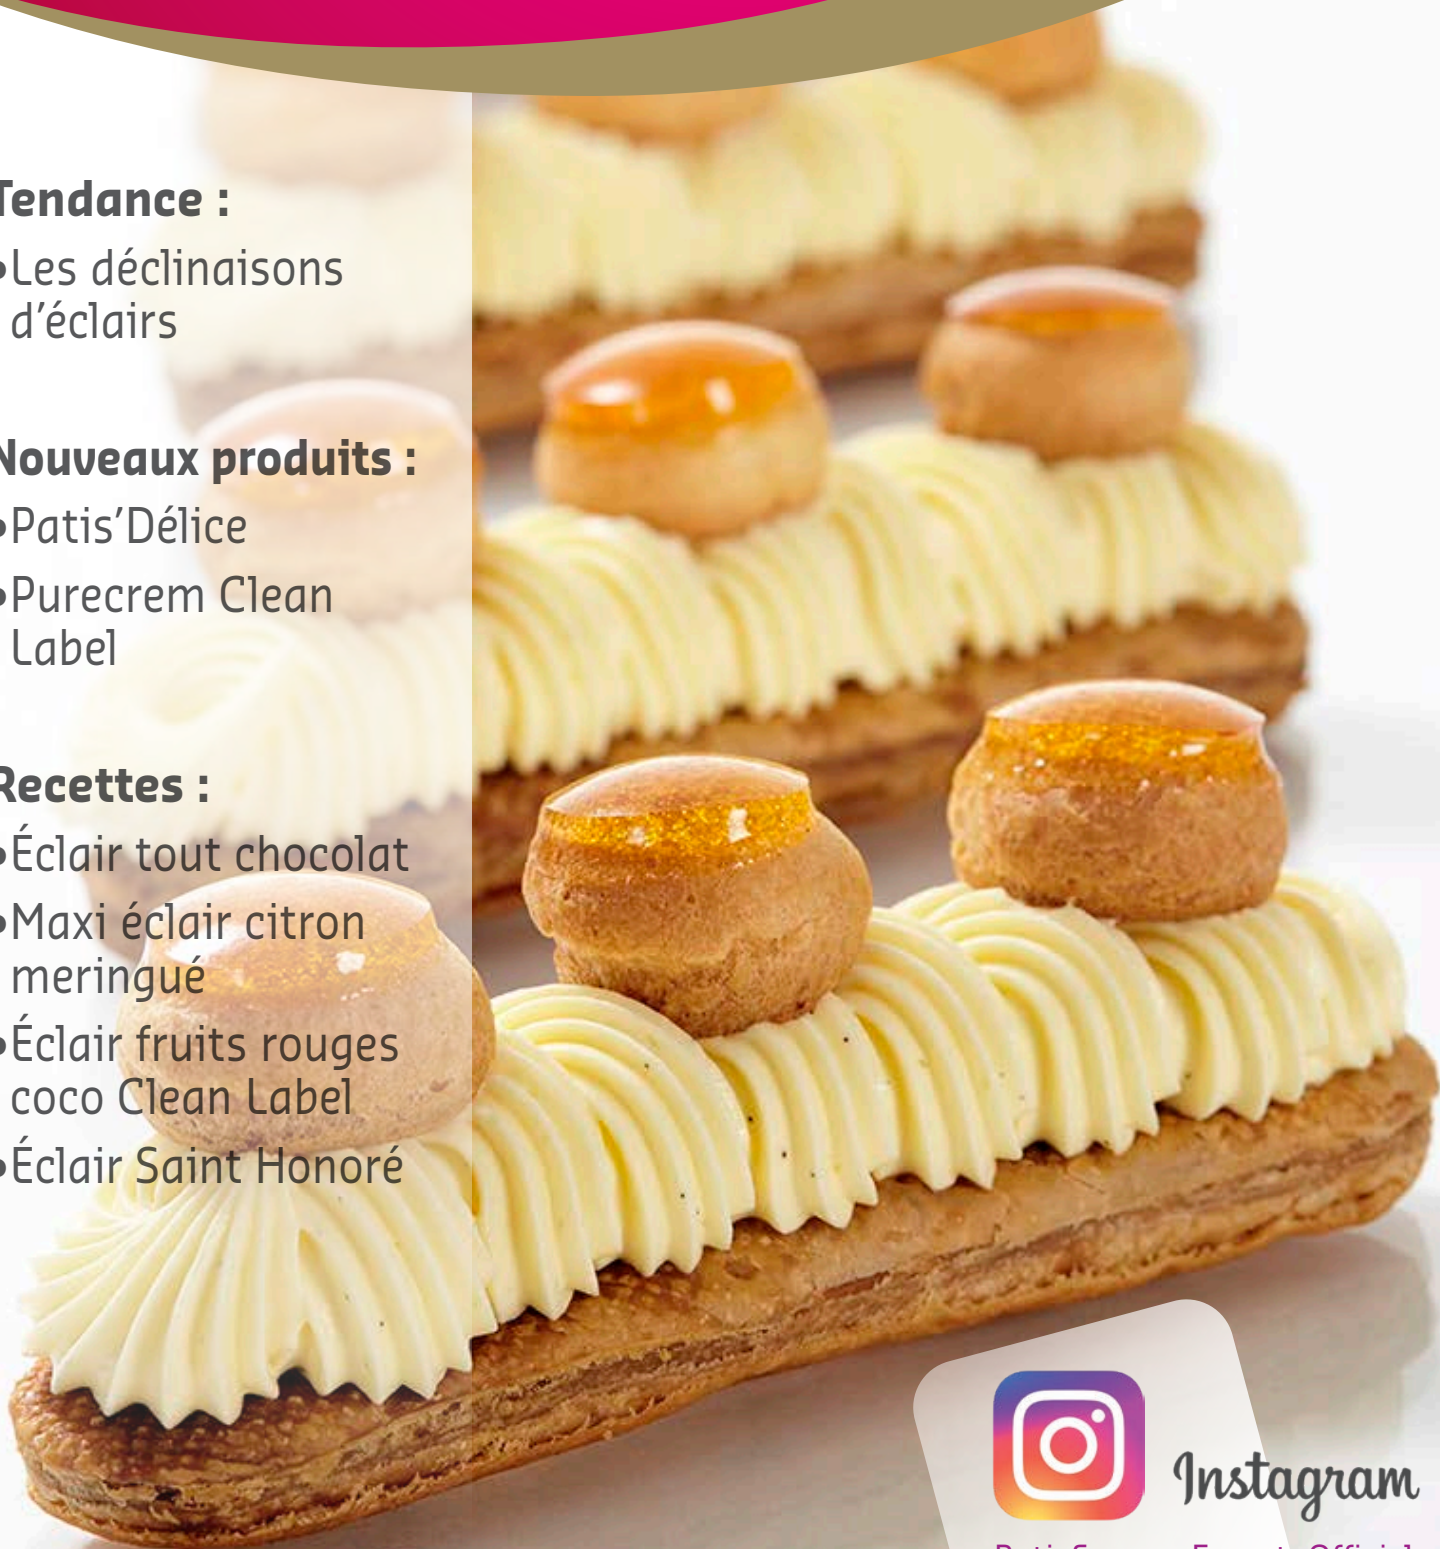 Tendance :
•Les déclinaisons
d’éclairs
Nouveaux produits :
•Patis’Délice
•Purecrem Clean
Label
Recettes :
•Éclair tout chocolat
•Maxi éclair citron
meringué
•Éclair fruits rouges
coco Clean Label
•Éclair Saint Honoré
Instagram